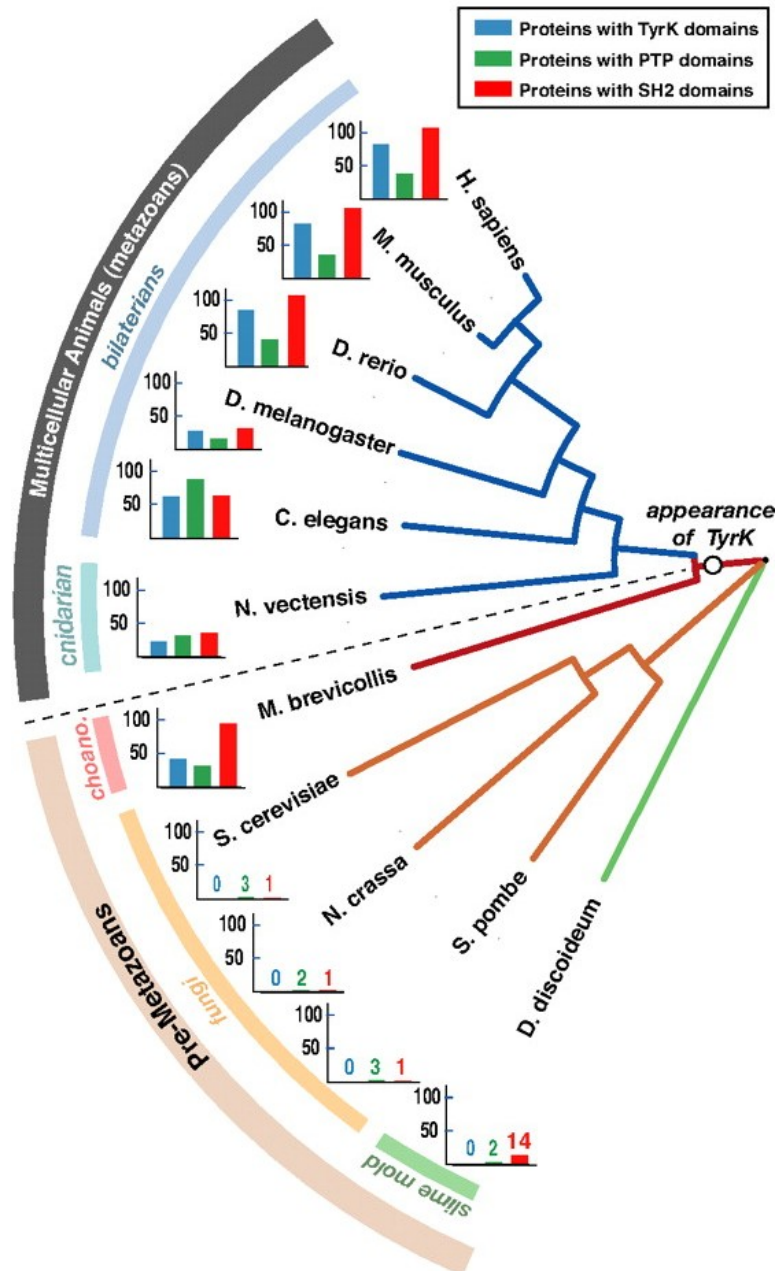 Proteins with TyrK domains
Proteins with PTP domains
Proteins with SH2 domains
Multicellular Animals (metazoans)
bilaterians
cnidarian
100
50
H. sapiens
100
50
M. musculus
100
50
D. rerio
100
50
D. melanogaster
100
50
C. elegans
appearance
of TyrK
100
50
N. vectensis
Pre-Metazoans
choano.
100
50
M. brevicollis
fungi
100
50
0 3 1
S. cerevisiae
100
50
0 2 1
N. crassa
100
50
0 3 1
S. pombe
slime mold
100
50
0 2 14
D. discoideum